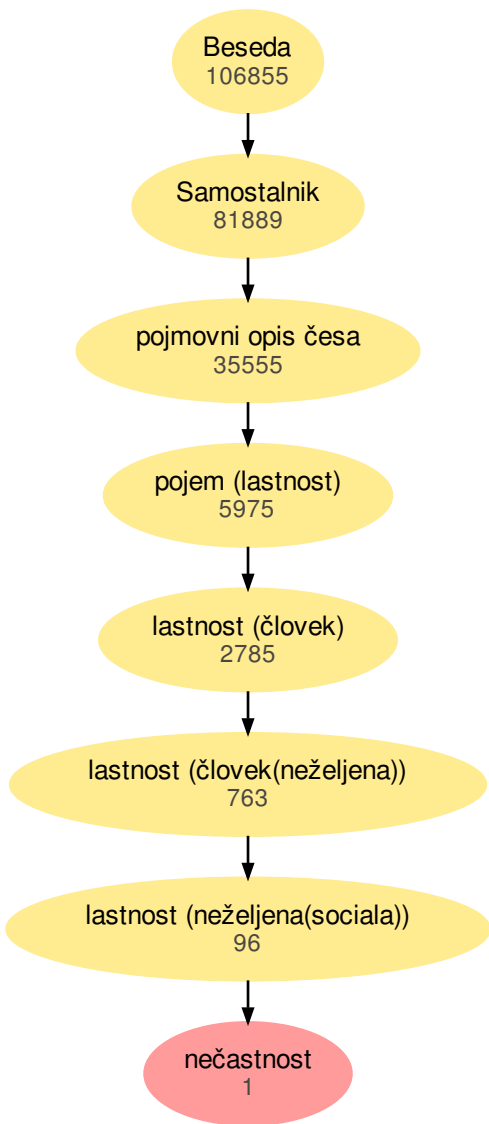 Beseda
106855
Samostalnik
81889
pojmovni opis česa
35555
pojem (lastnost)
5975
lastnost (človek)
2785
lastnost (človek(neželjena))
763
lastnost (neželjena(sociala))
96
nečastnost
1